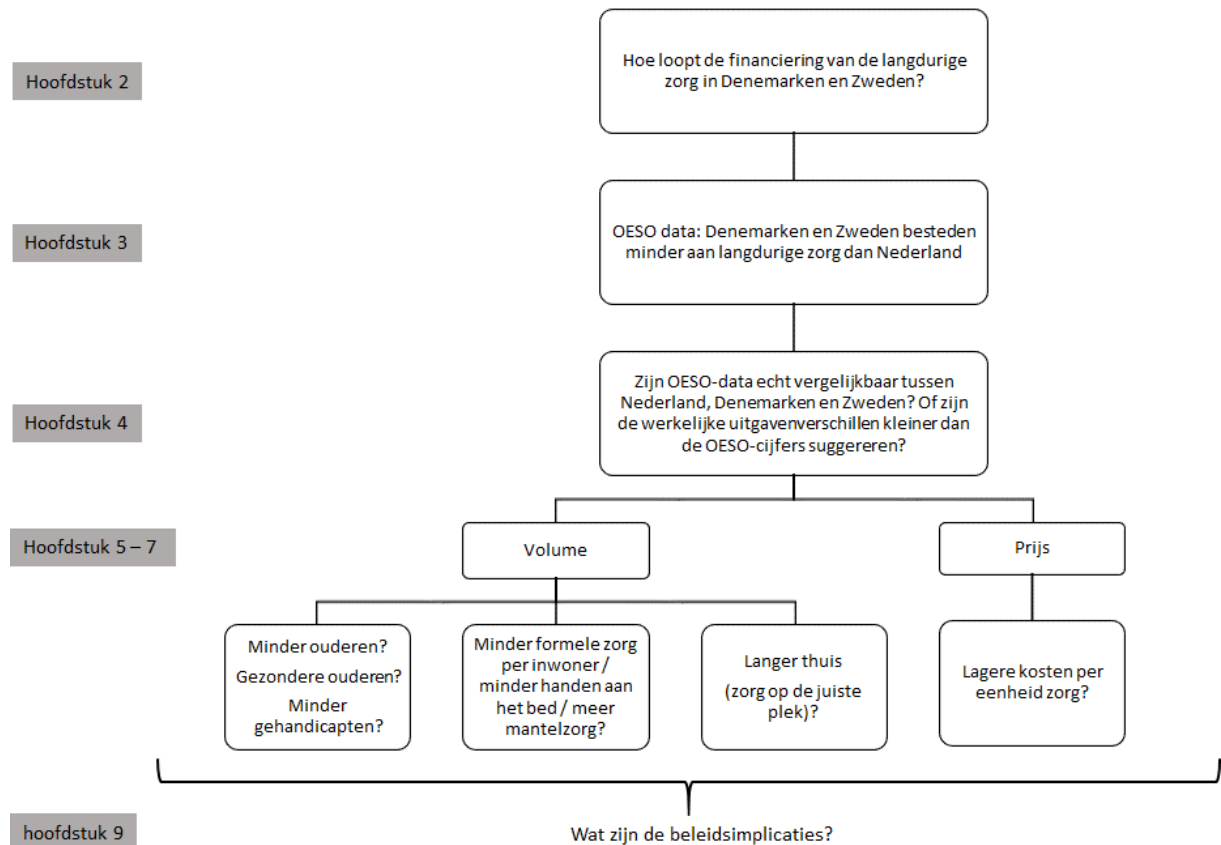 Hoofdstuk 2
Hoe loopt de financiering van de langdurige
zorg in Denemarken en Zweden?
Hoofdstuk 3
OESO data: Denemarken en Zweden besteden
minder aan langdurige zorg dan Nederland
Hoofdstuk 4
Zijn OESO-data echt vergelijkbaar tussen
Nederland, Denemarken en Zweden? Of zijn
de werkelijke uitgavenverschillen kleiner dan
de OESO-cijfers suggereren?
Hoofdstuk 5 – 7
Volume
Prijs
Minder ouderen?
Gezondere ouderen?
Minder
gehandicapten?
Minder formele zorg
per inwoner /
minder handen aan
het bed / meer
mantelzorg?
Langer thuis
(zorg op de juiste
plek)?
Lagere kosten per
eenheid zorg?
hoofdstuk 9
Wat zijn de beleidsimplicaties?